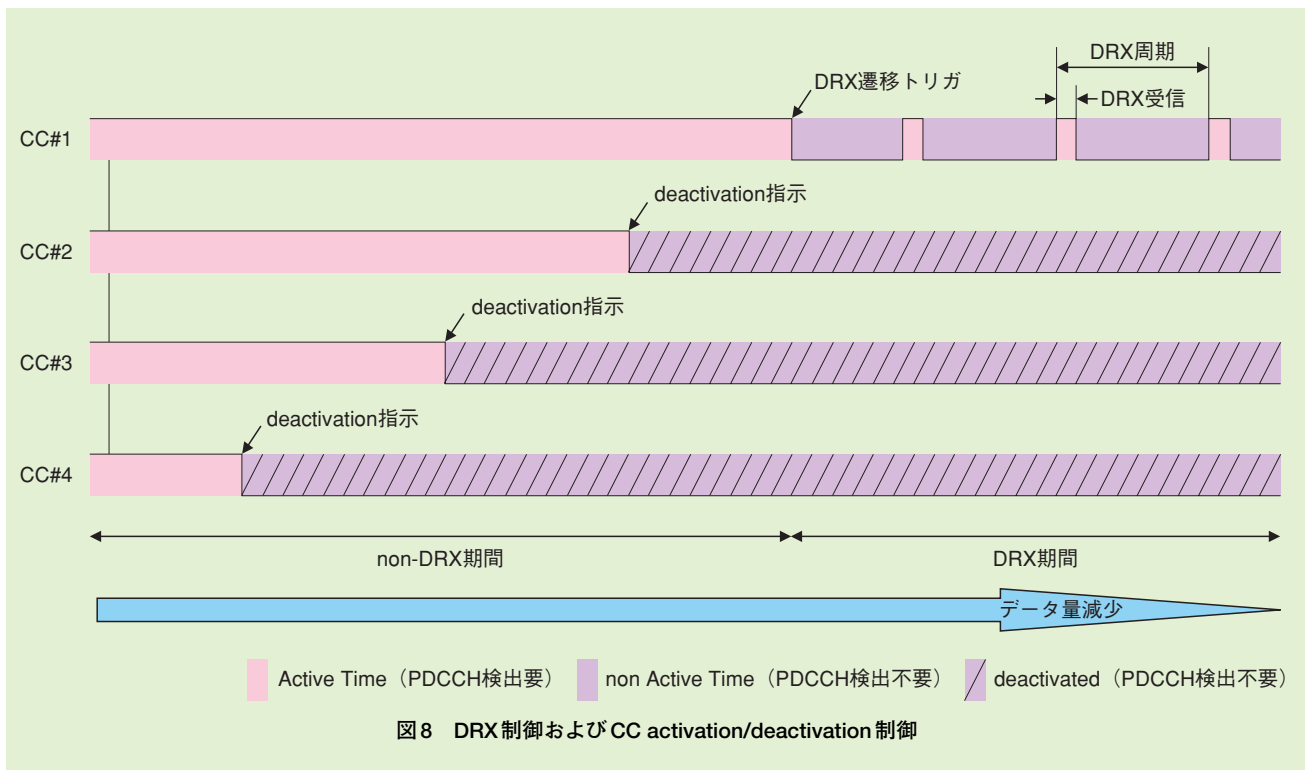 DRX周期
DRX遷移トリガ
DRX受信
CC#1
deactivation指示
CC#2
deactivation指示
CC#3
deactivation指示
CC#4
non-DRX期間
DRX期間
データ量減少
Active Time（PDCCH検出要）
non Active Time（PDCCH検出不要）
deactivated（PDCCH検出不要）
図8 DRX制御およびCC activation/deactivation制御